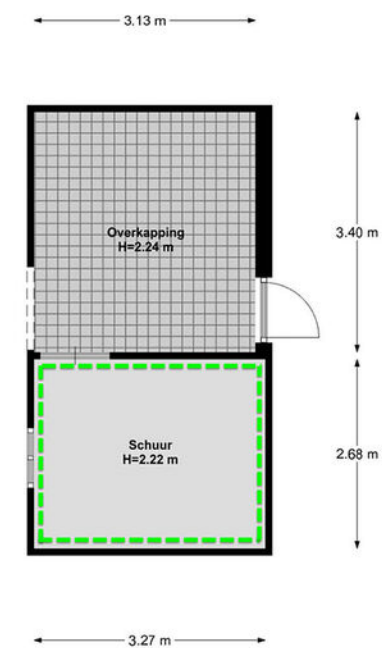 3.13 m
Overkapping
H=2.24 m
3.40 m
Schuur
H=2.22 m
2.68 m
3.27 m